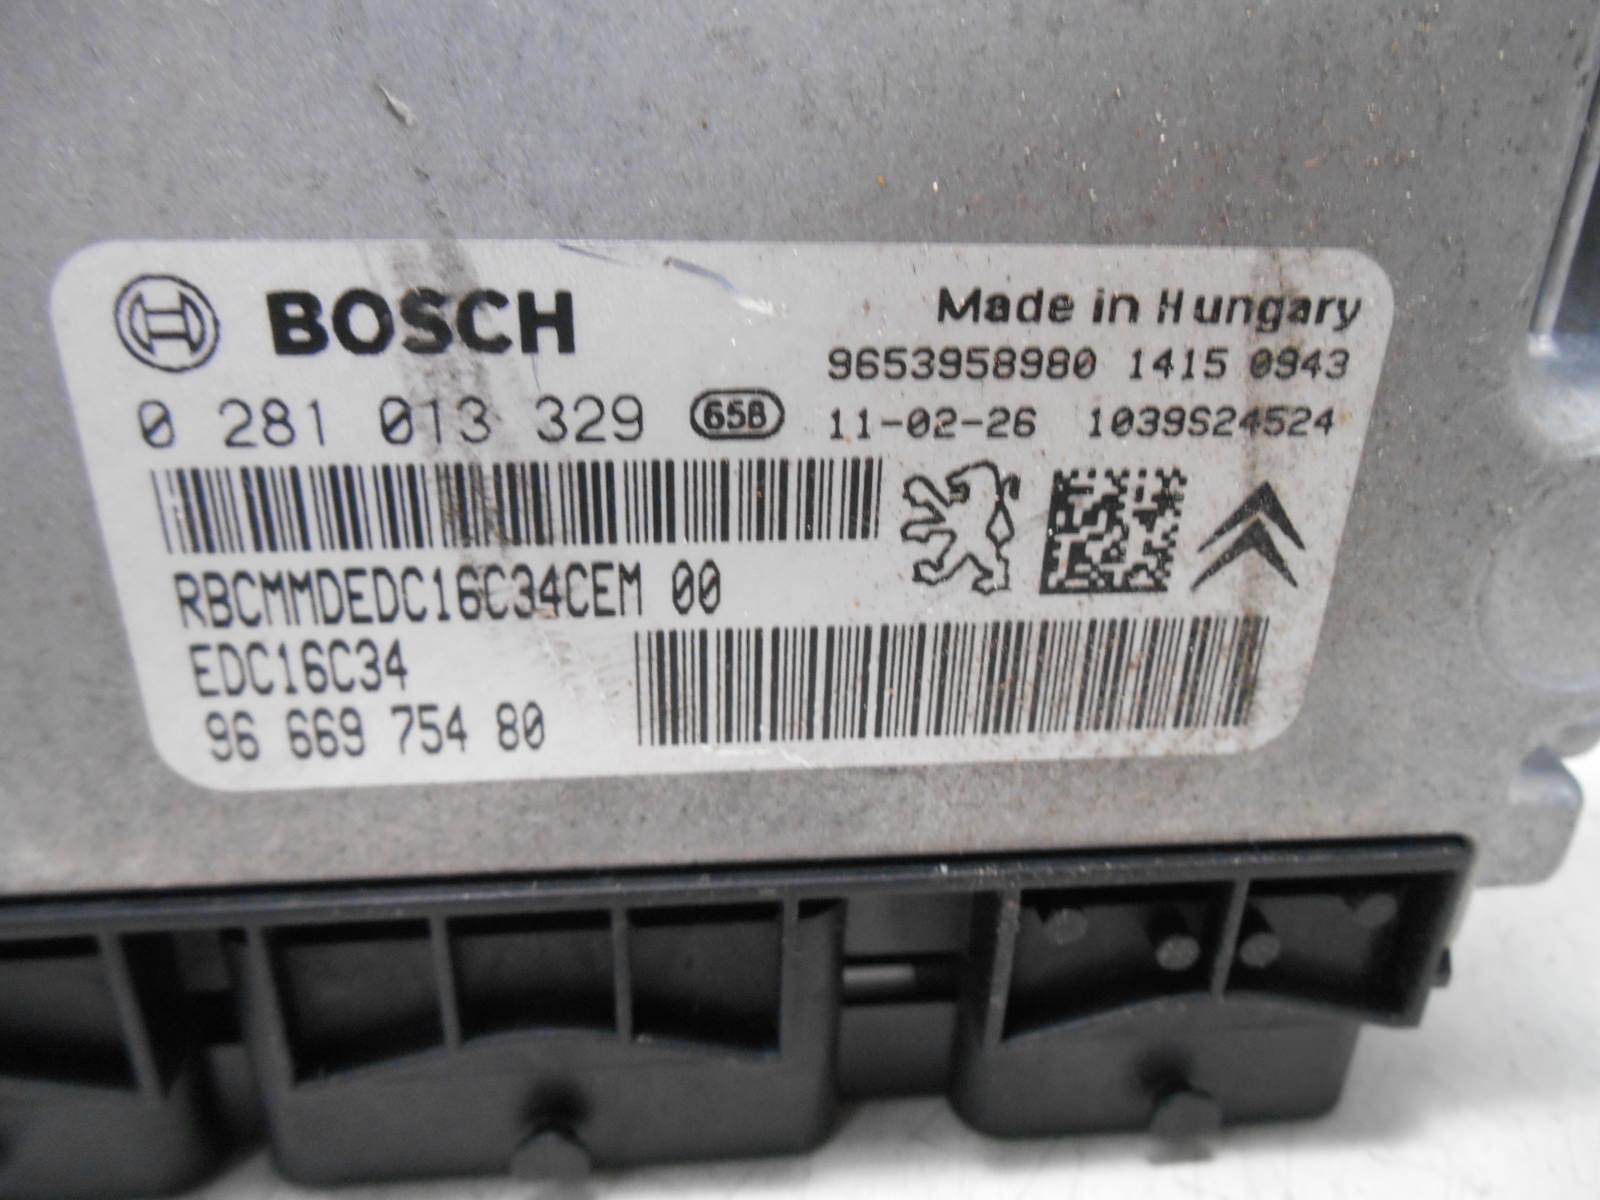 BOSCH
Made in Hungary
9653958980 1415 0943
0 281 013 329 65B
11-02-26 1039S24524
RBCMMDEDC16C34CEM 00
EDC16C34
96 669 754 80